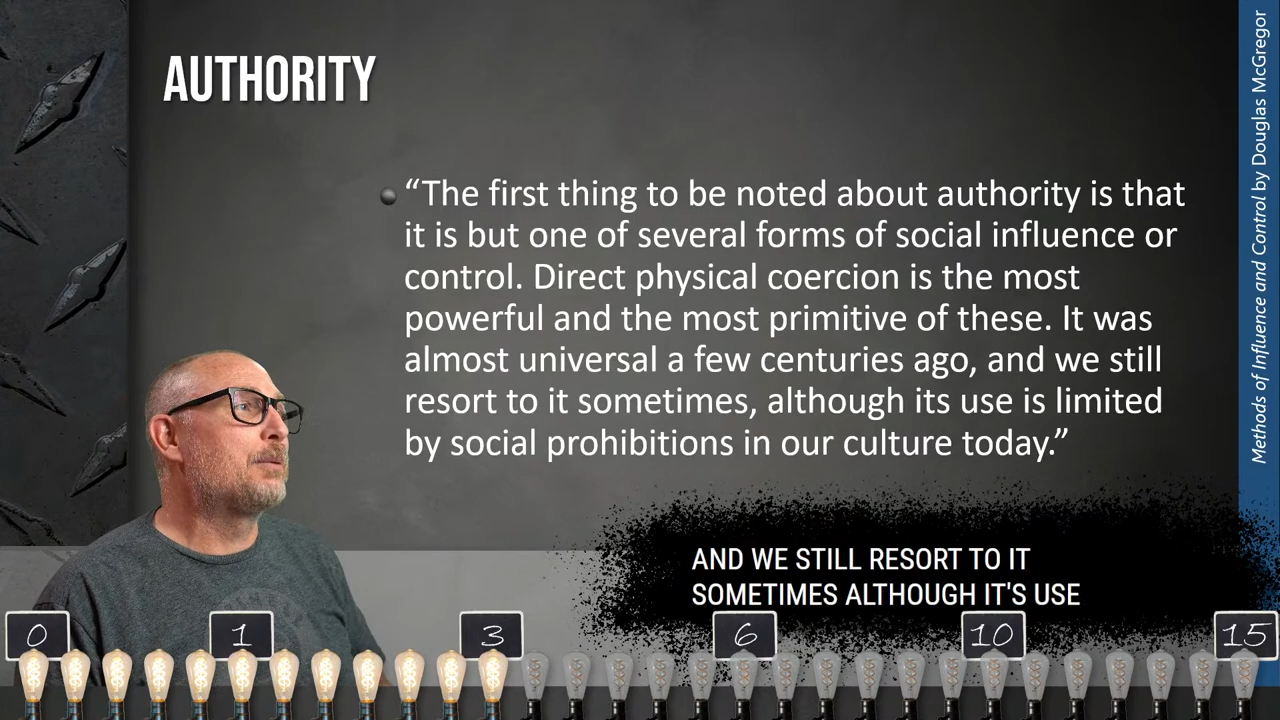 AUTHORITY
“The first thing to be noted about authority is that
it is but one of several forms of social influence or
control. Direct physical coercion is the most
powerful and the most primitive of these. It was
almost universal a few centuries ago, and we still
resort to it sometimes, although its use is limited
by social prohibitions in our culture today.”
Methods of Influence and Control by Douglas McGregor
AND WE STILL RESORT TO IT
SOMETIMES ALTHOUGH IT'S USE
0 1 3 6 10 15